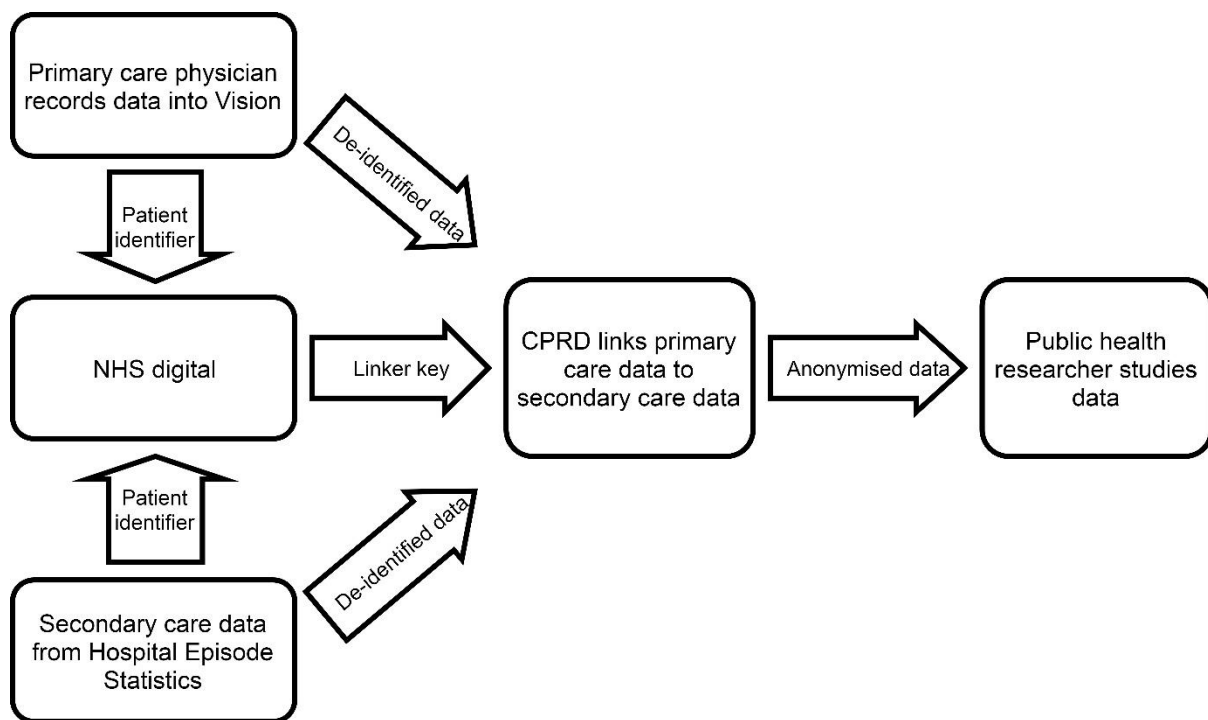 Primary care physician
records data into Vision
De-identified data
Patient
identifier
NHS digital
Linker key
CPRD links primary
care data to
secondary care data
Anonymised data
Public health
researcher studies
data
Patient
identifier
De-identified data
Secondary care data
from Hospital Episode
Statistics